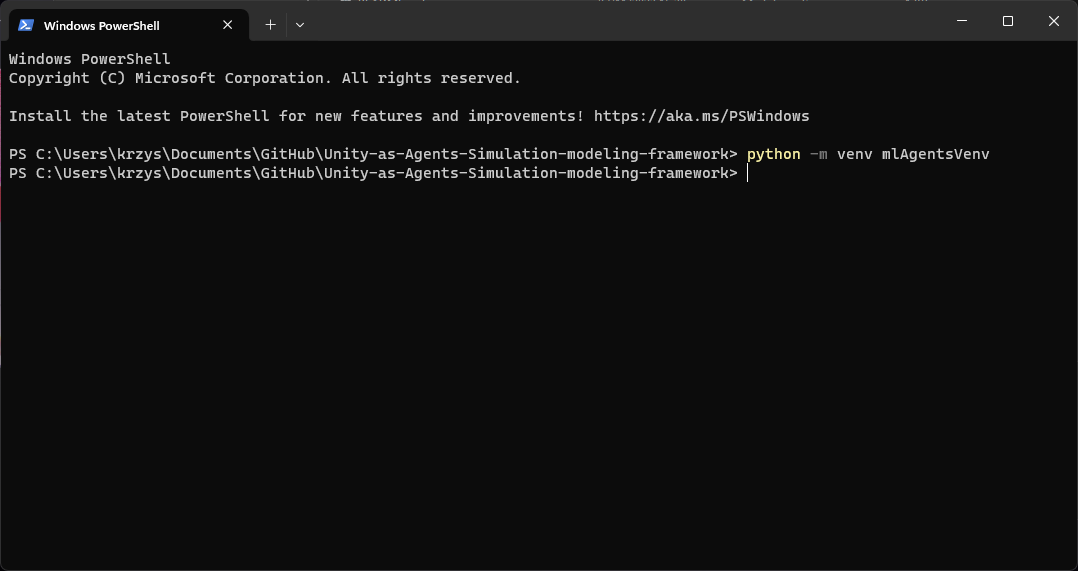 Windows PowerShell
Windows PowerShell
Copyright (C) Microsoft Corporation. All rights reserved.
Install the latest PowerShell for new features and improvements! https://aka.ms/PSWindows
PS C:\Users\krzys\Documents\GitHub\Unity-as-Agents-Simulation-modeling-framework> python -m venv mlAgentsVenv
PS C:\Users\krzys\Documents\GitHub\Unity-as-Agents-Simulation-modeling-framework>